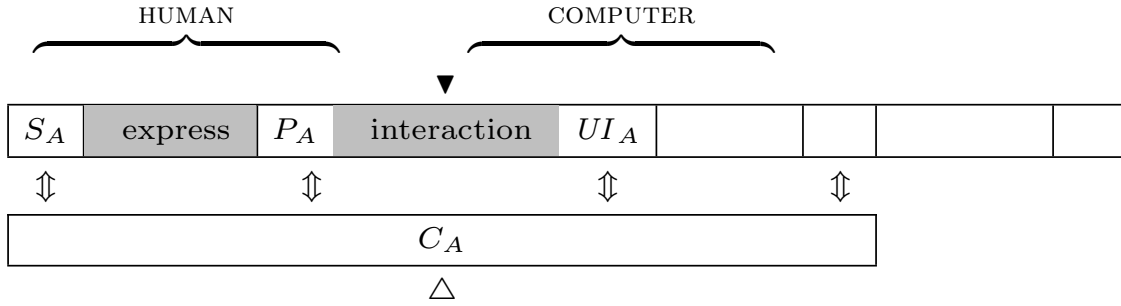 HUMAN COMPUTER
▼
S_A express P_A interaction UI_A
⇕ ⇕ ⇕ ⇕
C_A
△